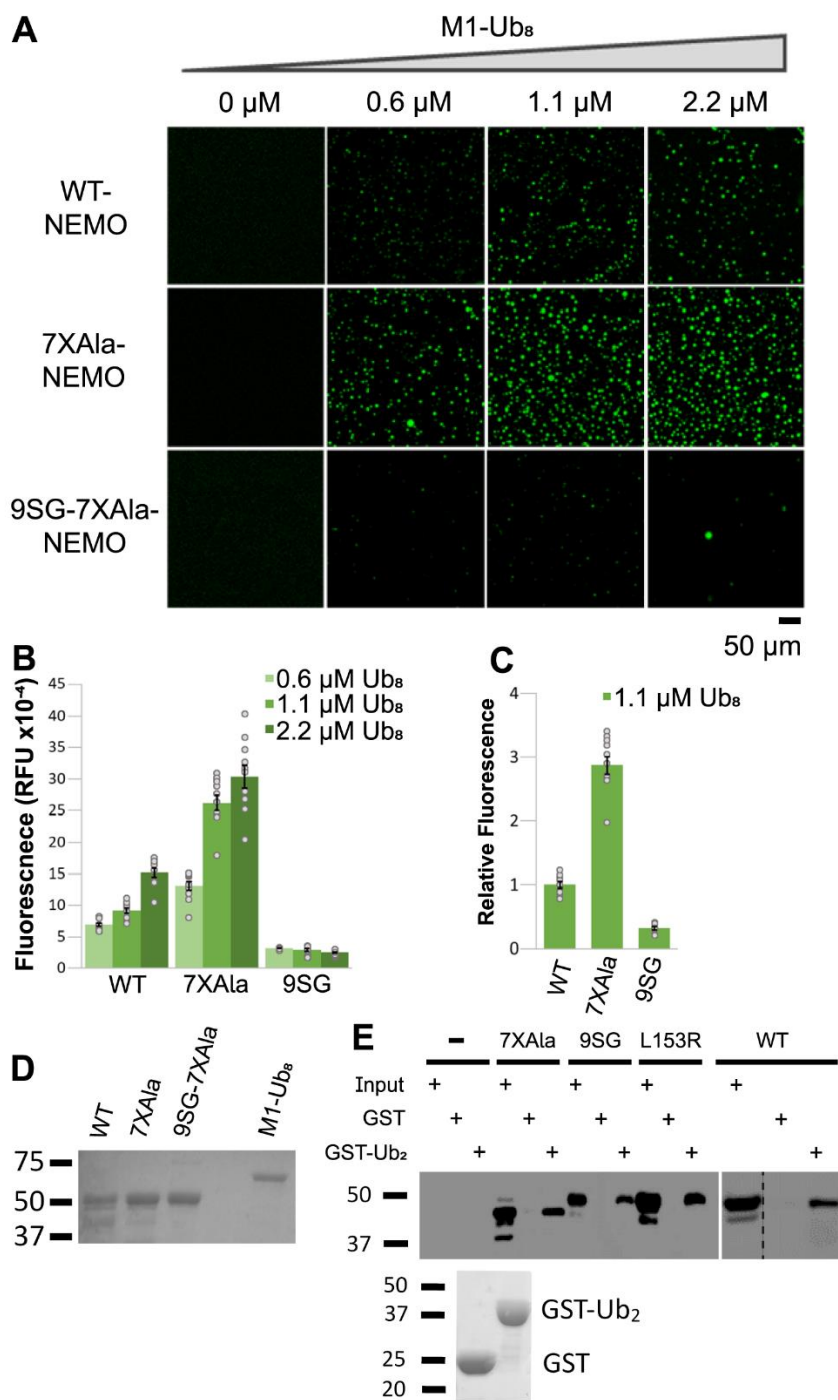 A
M1-Ub₈
0 µM 0.6 µM 1.1 µM 2.2 µM
WT-
NEMO
7XAla-
NEMO
9SG-7XAla-
NEMO
50 µm
B
Fluorescnece (RFU x10⁻⁴)
45
40
35
30
25
20
15
10
5
0
0.6 µM Ub₈
1.1 µM Ub₈
2.2 µM Ub₈
WT 7XAla 9SG
C
Relative Fluorescence
4
3
2
1
0
1.1 µM Ub₈
WT 7XAla 9SG
D
WT 7XAla 9SG-7XAla M1-Ub₈
75
50
37
E
- 7XAla 9SG L153R WT
Input + + + + +
GST + + + + +
GST-Ub₂ + + + + +
50
37
50
37
25
20
GST-Ub₂
GST